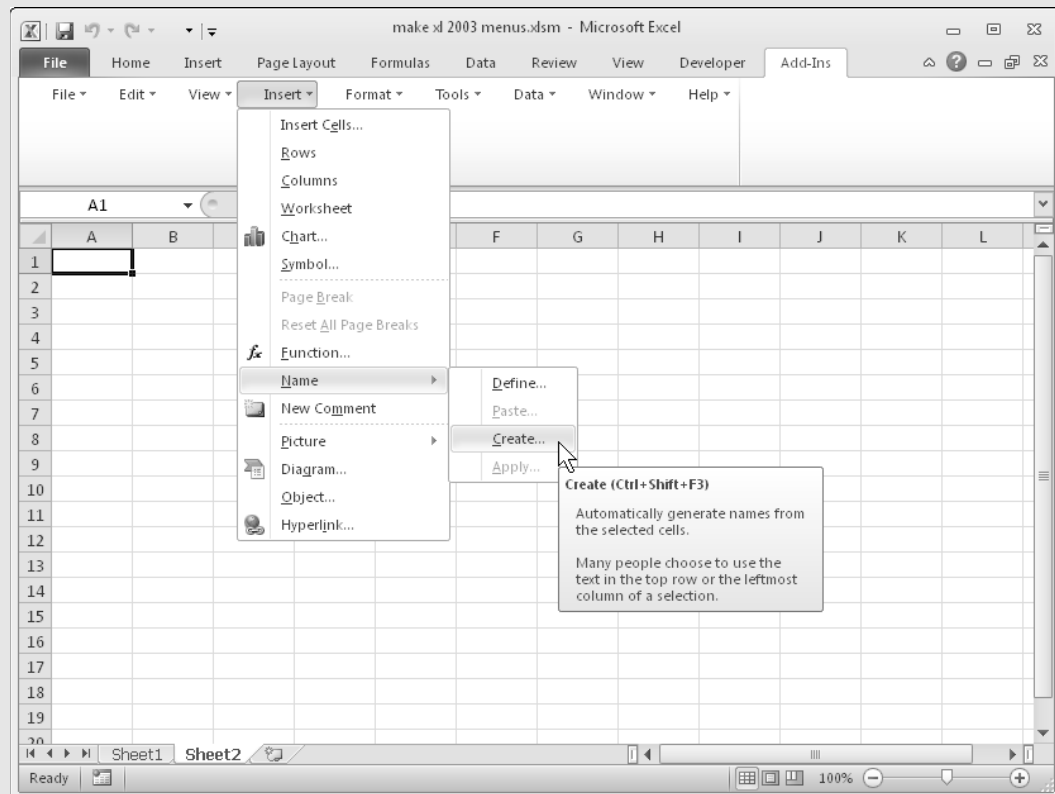 make xl 2003 menus.xlsm - Microsoft Excel
File Home Insert Page Layout Formulas Data Review View Developer Add-Ins
File Edit View Insert Format Tools Data Window Help
Insert Cells...
Rows
Columns
Worksheet
Chart...
Symbol...
Page Break
Reset All Page Breaks
fx Function...
Name
New Comment
Picture
Diagram...
Object...
Hyperlink...
Define...
Paste...
Create...
Apply...
Create (Ctrl+Shift+F3)
Automatically generate names from
the selected cells.
Many people choose to use the
text in the top row or the leftmost
column of a selection.
A1
A B F G H I J K L
1
2
3
4
5
6
7
8
9
10
11
12
13
14
15
16
17
18
19
20
Sheet1 Sheet2
Ready 100%